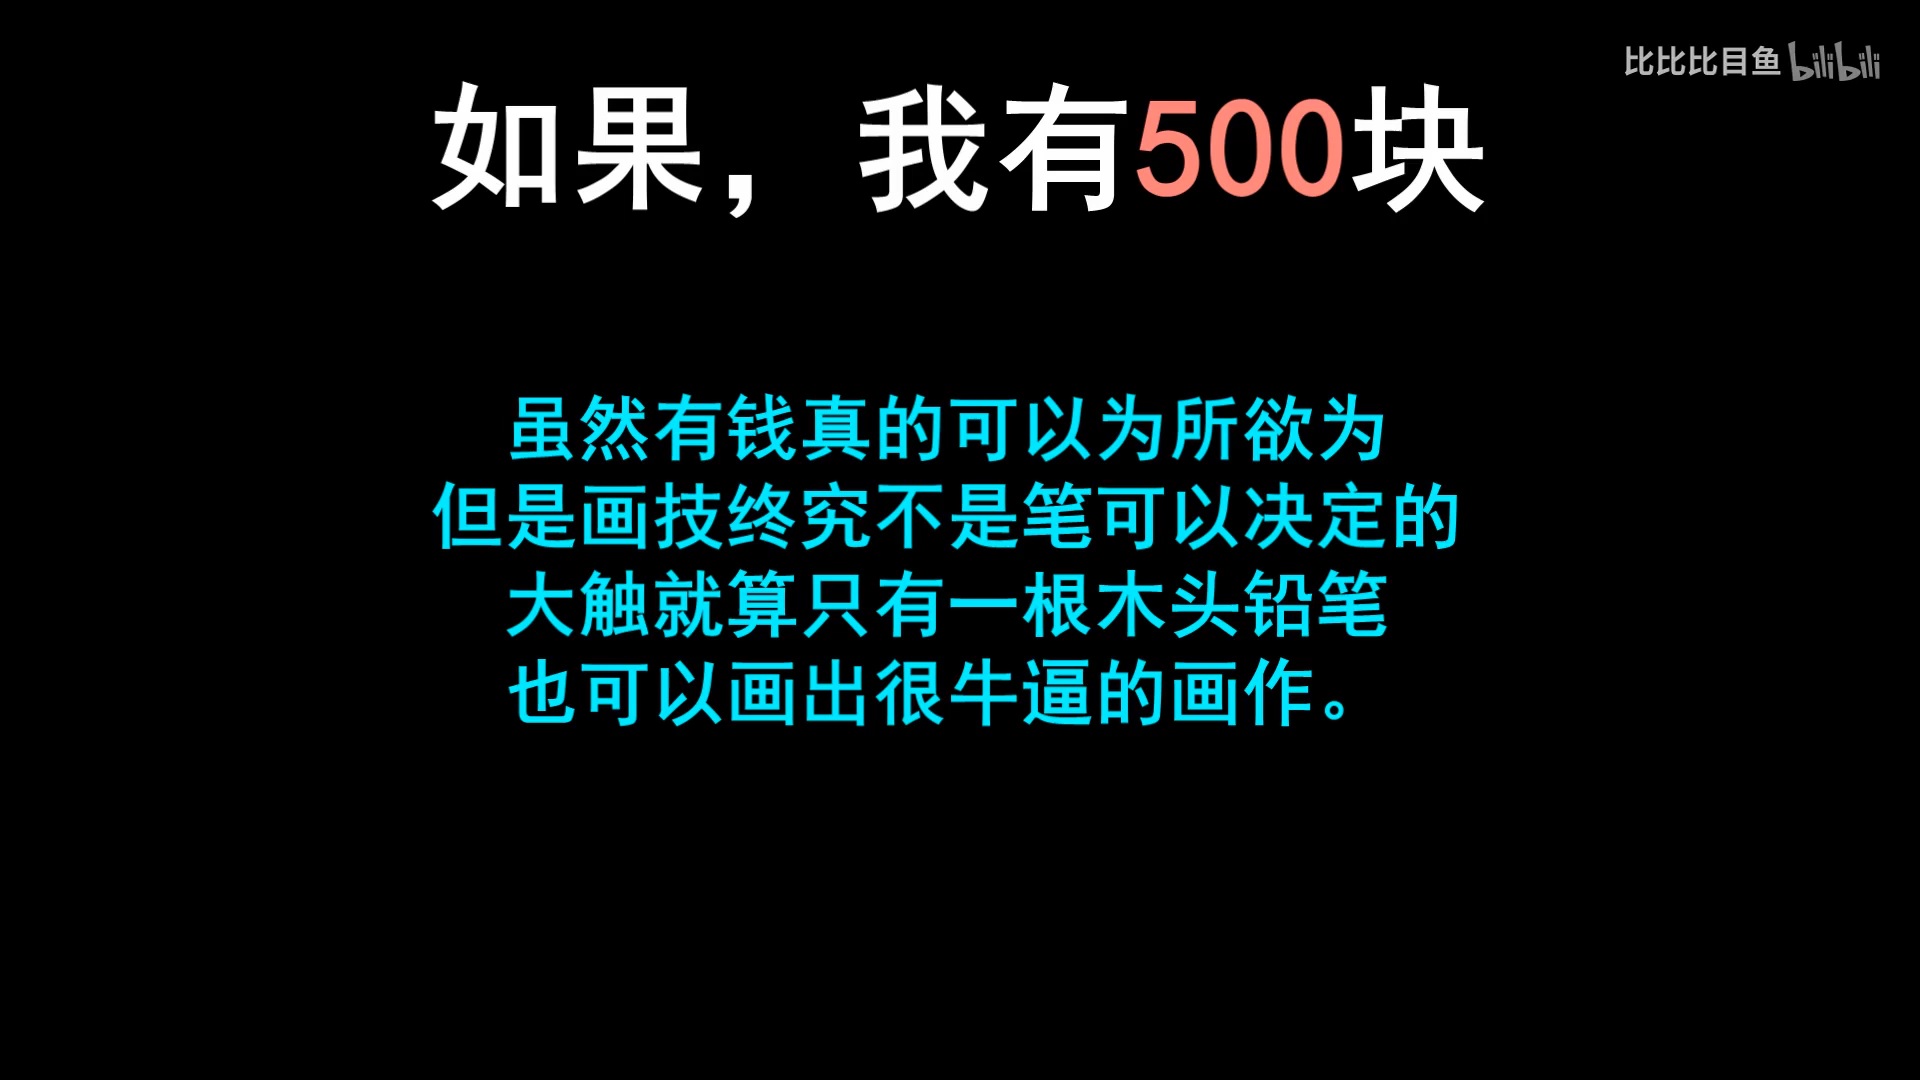 比比比目鱼 bilibili
如果，我有500块
虽然有钱真的可以为所欲为
但是画技终究不是笔可以决定的
大触就算只有一根木头铅笔
也可以画出很牛逼的画作。